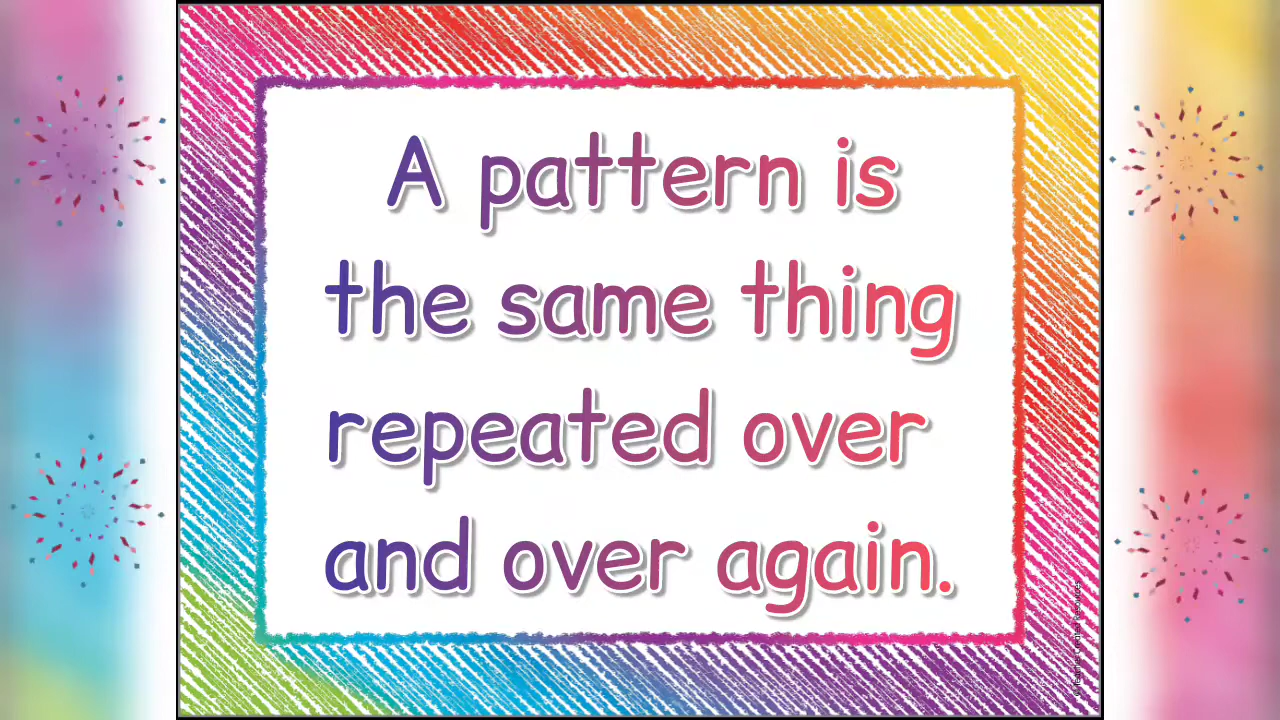 A pattern is
the same thing
repeated over
and over again.